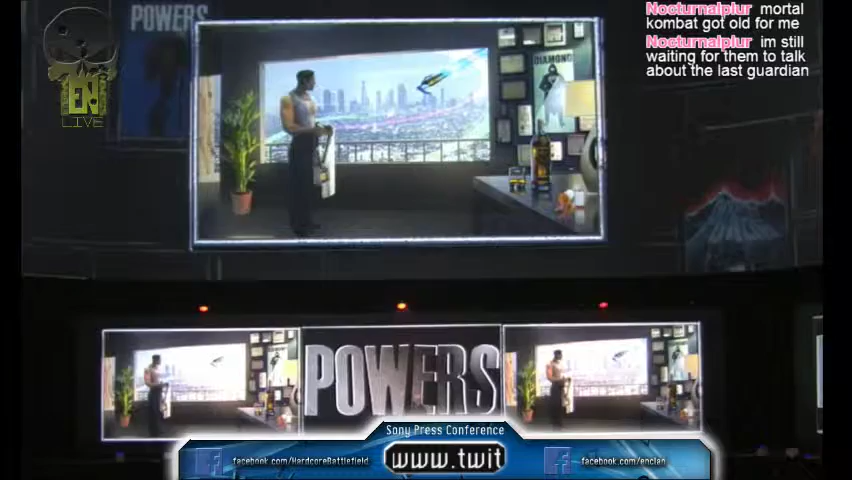 POWERS
EN
LIVE
Nocturnalpiur mortal
kombat got old for me
Nocturnalpiur im still
waiting for them to talk
about the last guardian
DIAMOND
POWERS
Sony Press Conference
facebook.com/HardcoreBattlefield
www.twit
facebook.com/enclan